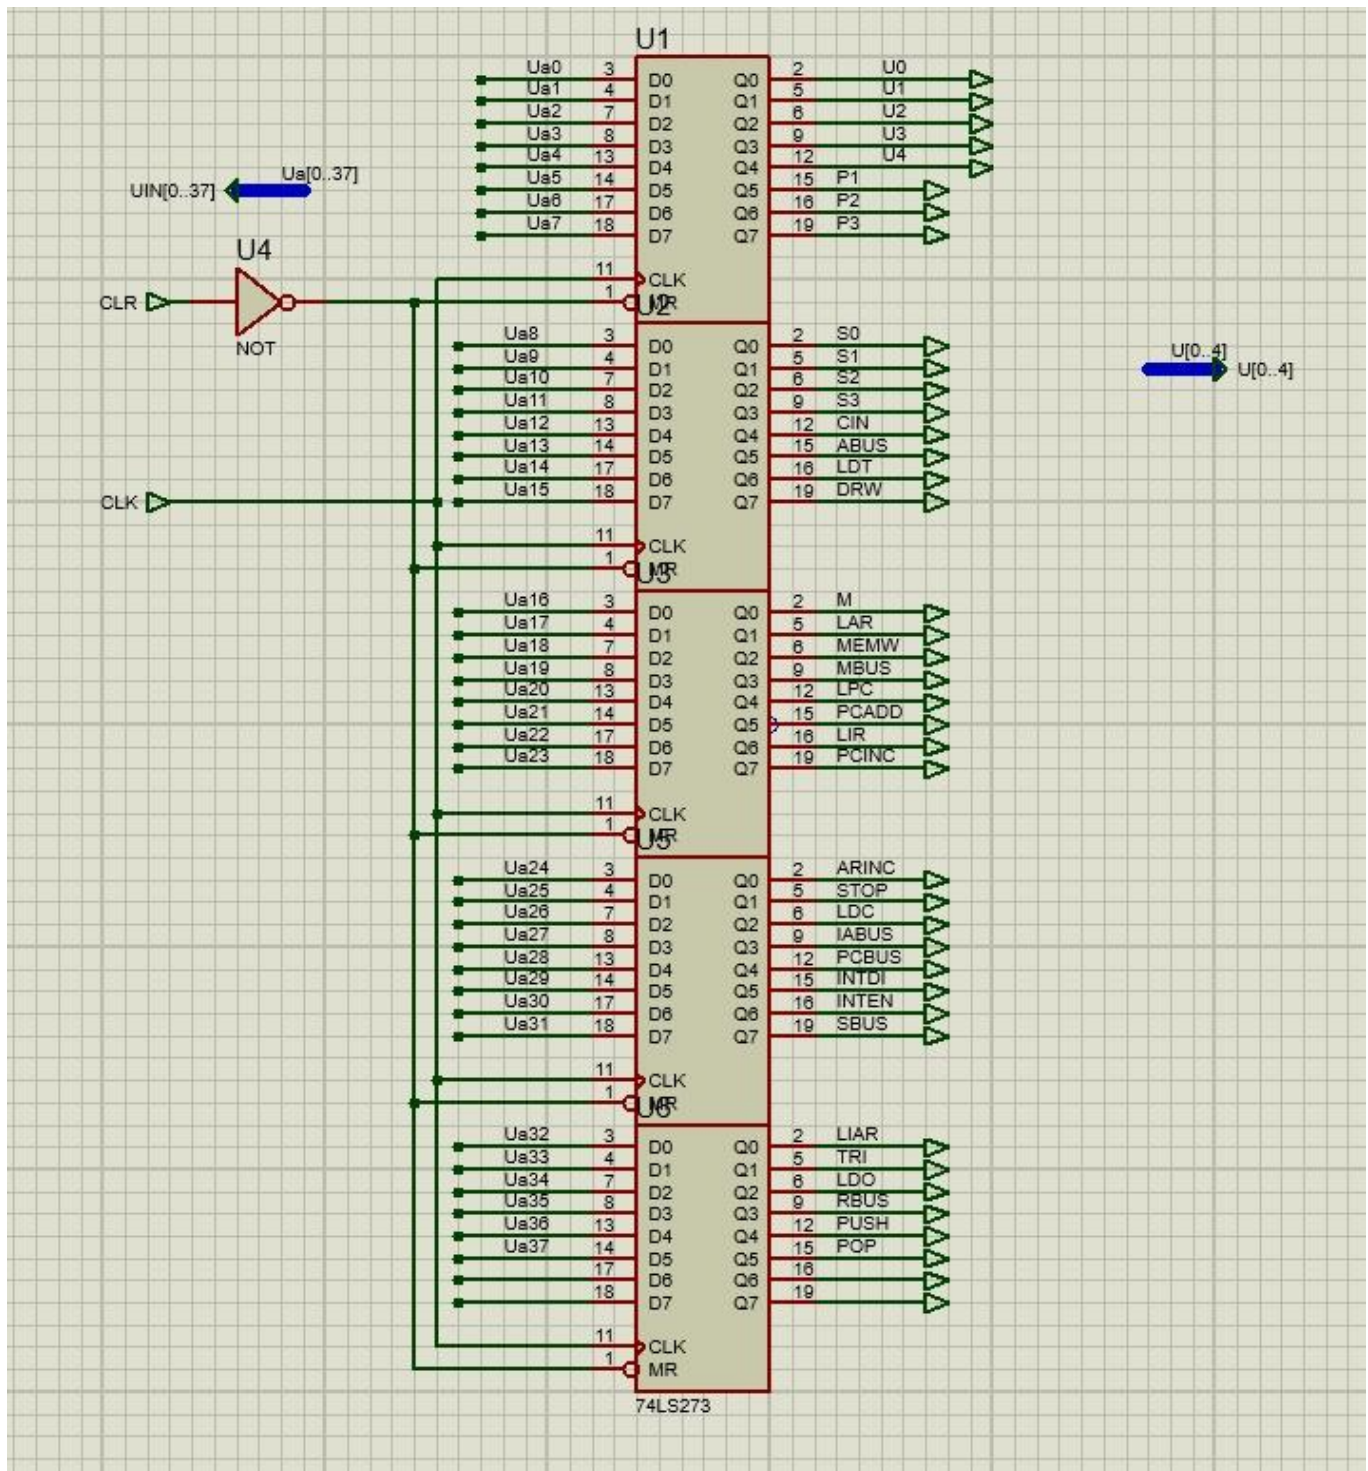 U1
Ua0 3 D0 Q0 2 U0
Ua1 4 D1 Q1 5 U1
Ua2 7 D2 Q2 6 U2
Ua3 8 D3 Q3 9 U3
Ua4 13 D4 Q4 12 U4
Ua5 14 D5 Q5 15 P1
UIN[0..37] Ua[0..37]
Ua6 17 D6 Q6 16 P2
Ua7 18 D7 Q7 19 P3
U4
11 CLK
CLR 1 MR
U2
NOT
Ua8 3 D0 Q0 2 S0
Ua9 4 D1 Q1 5 S1
U[0..4] U[0..4]
Ua10 7 D2 Q2 6 S2
Ua11 8 D3 Q3 9 S3
Ua12 13 D4 Q4 12 CIN
Ua13 14 D5 Q5 15 ABUS
Ua14 17 D6 Q6 16 LDT
CLK Ua15 18 D7 Q7 19 DRW
11 CLK
1 MR
U3
Ua16 3 D0 Q0 2 M
Ua17 4 D1 Q1 5 LAR
Ua18 7 D2 Q2 6 MEMW
Ua19 8 D3 Q3 9 MBUS
Ua20 13 D4 Q4 12 LPC
Ua21 14 D5 Q5 15 PCADD
Ua22 17 D6 Q6 16 LIR
Ua23 18 D7 Q7 19 PCINC
11 CLK
1 MR
U5
Ua24 3 D0 Q0 2 ARINC
Ua25 4 D1 Q1 5 STOP
Ua26 7 D2 Q2 6 LDC
Ua27 8 D3 Q3 9 IABUS
Ua28 13 D4 Q4 12 PCBUS
Ua29 14 D5 Q5 15 INTDI
Ua30 17 D6 Q6 16 INTEN
Ua31 18 D7 Q7 19 SBUS
11 CLK
1 MR
U6
Ua32 3 D0 Q0 2 LIAR
Ua33 4 D1 Q1 5 TRI
Ua34 7 D2 Q2 6 LDO
Ua35 8 D3 Q3 9 RBUS
Ua36 13 D4 Q4 12 PUSH
Ua37 14 D5 Q5 15 POP
17 D6 Q6 16
18 D7 Q7 19
11 CLK
1 MR
74LS273